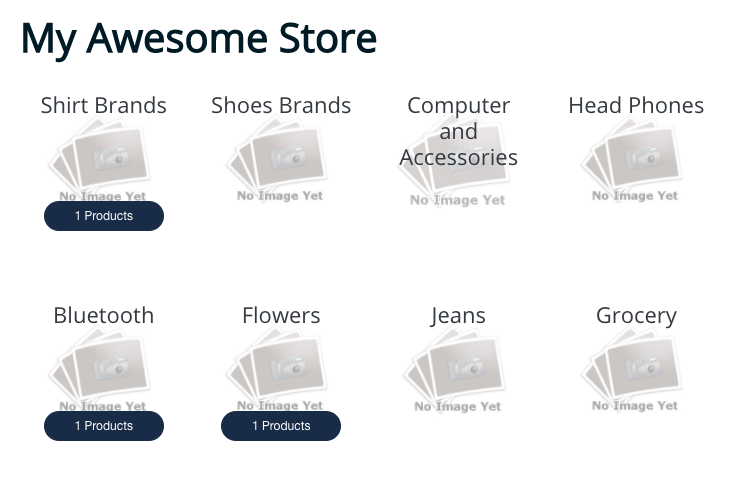 My Awesome Store
Shirt Brands
Shoes Brands
Computer
and
Accessories
Head Phones
No Image Yet
No Image Yet
No Image Yet
No Image Yet
1 Products
Bluetooth
Flowers
Jeans
Grocery
No Image Yet
No Image Yet
No Image Yet
No Image Yet
1 Products
1 Products